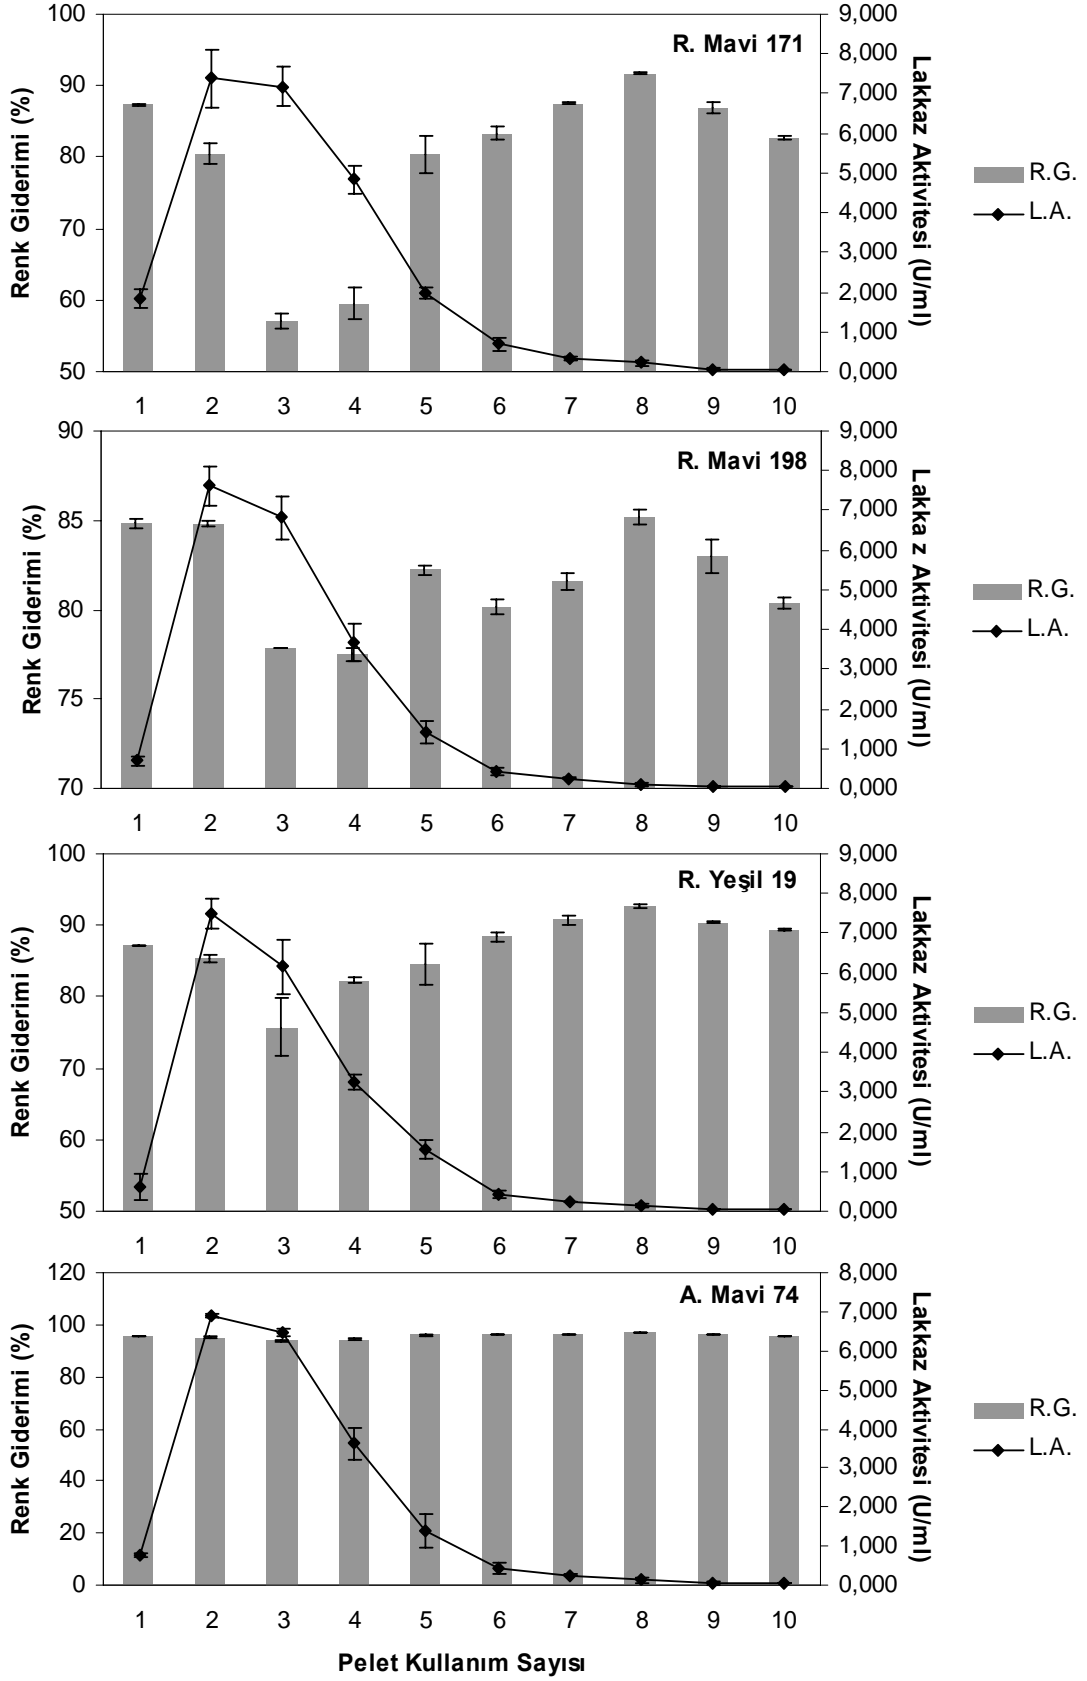 R. Mavi 171
Renk Giderimi (%)
100
90
80
70
60
50
9,000
8,000
7,000
6,000
5,000
4,000
3,000
2,000
1,000
0,000
Lakkaz Aktivitesi (U/ml)
R.G.
L.A.
1 2 3 4 5 6 7 8 9 10
R. Mavi 198
Renk Giderimi (%)
90
85
80
75
70
9,000
8,000
7,000
6,000
5,000
4,000
3,000
2,000
1,000
0,000
Lakka z Aktivitesi (U/ml)
R.G.
L.A.
1 2 3 4 5 6 7 8 9 10
R. Yeşil 19
Renk Giderimi (%)
100
90
80
70
60
50
9,000
8,000
7,000
6,000
5,000
4,000
3,000
2,000
1,000
0,000
Lakkaz Aktivitesi (U/ml)
R.G.
L.A.
1 2 3 4 5 6 7 8 9 10
A. Mavi 74
Renk Giderimi (%)
120
100
80
60
40
20
0
8,000
7,000
6,000
5,000
4,000
3,000
2,000
1,000
0,000
Lakkaz Aktivitesi (U/ml)
R.G.
L.A.
1 2 3 4 5 6 7 8 9 10
Pelet Kullanım Sayısı